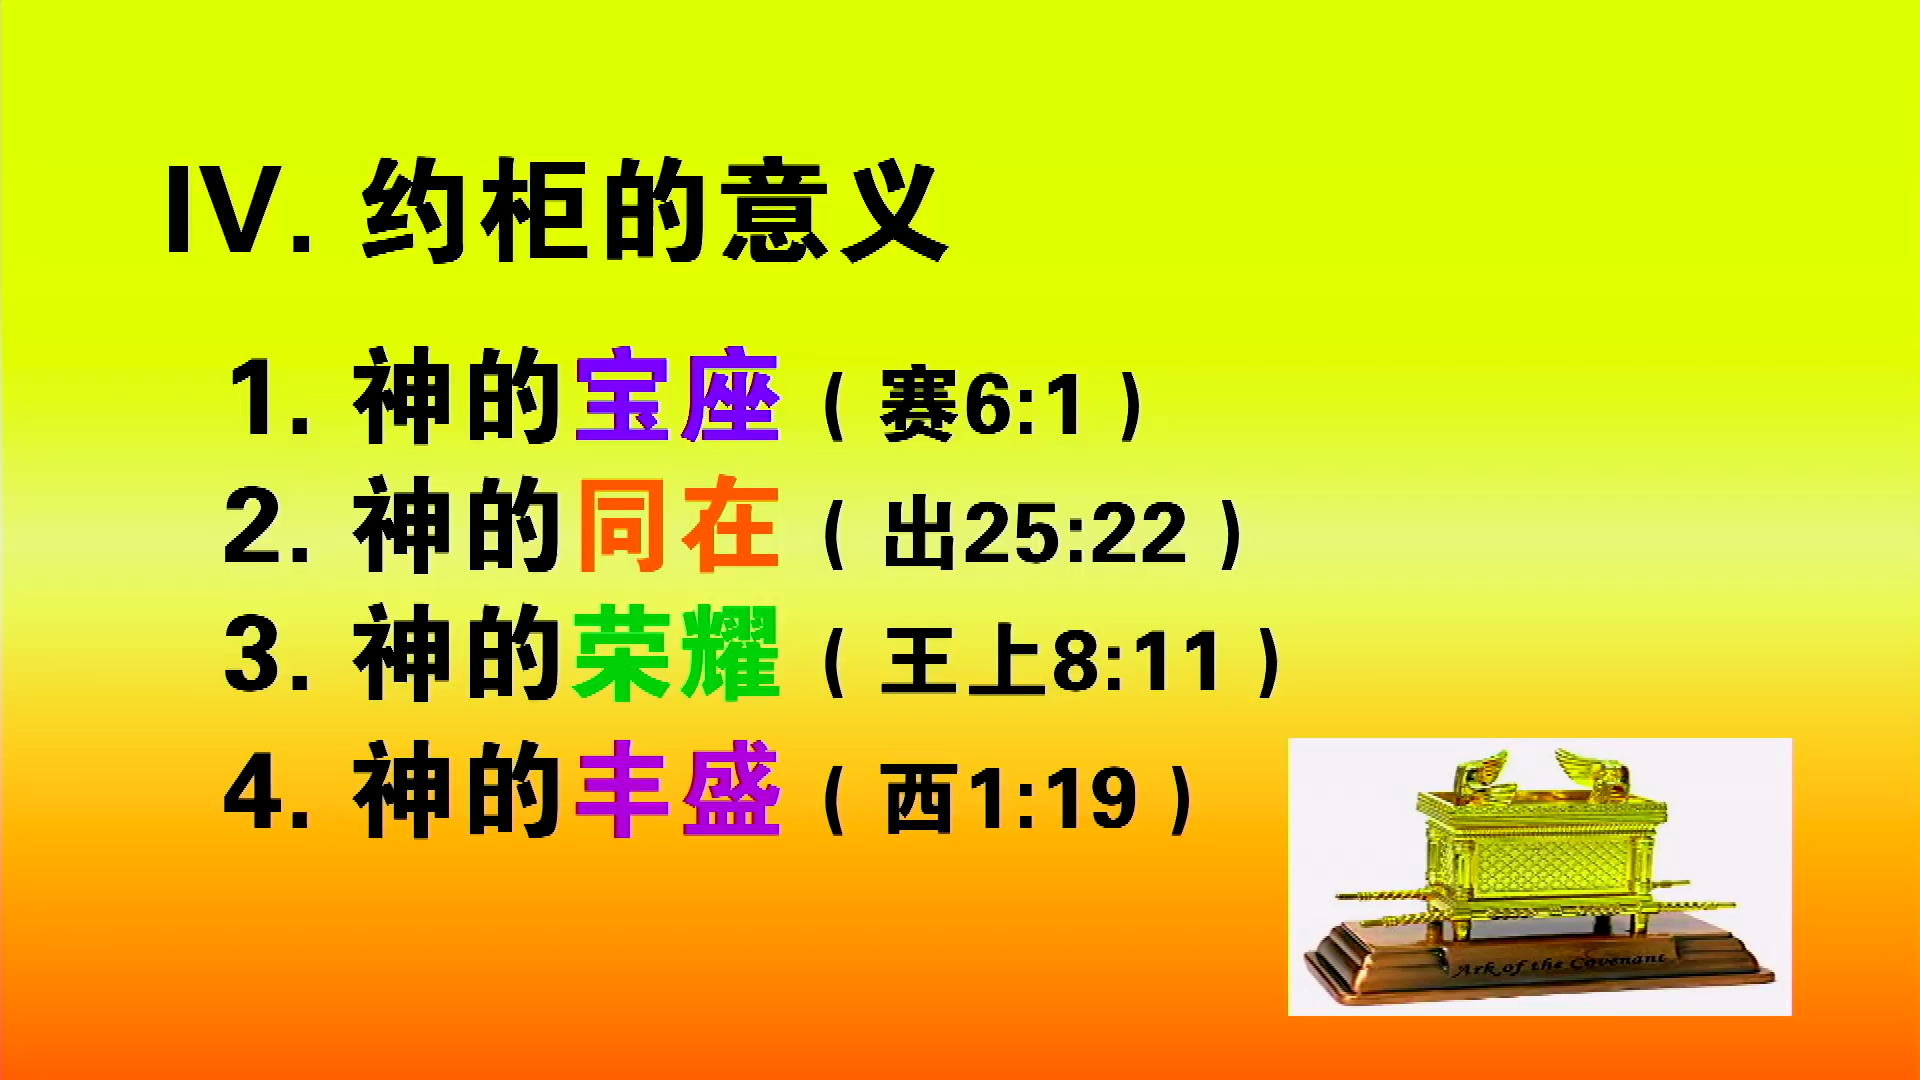 IV. 约柜的意义
1. 神的宝座（赛6:1）
2. 神的同在（出25:22）
3. 神的荣耀（王上8:11）
4. 神的丰盛（西1:19）
Ark of the Covenant